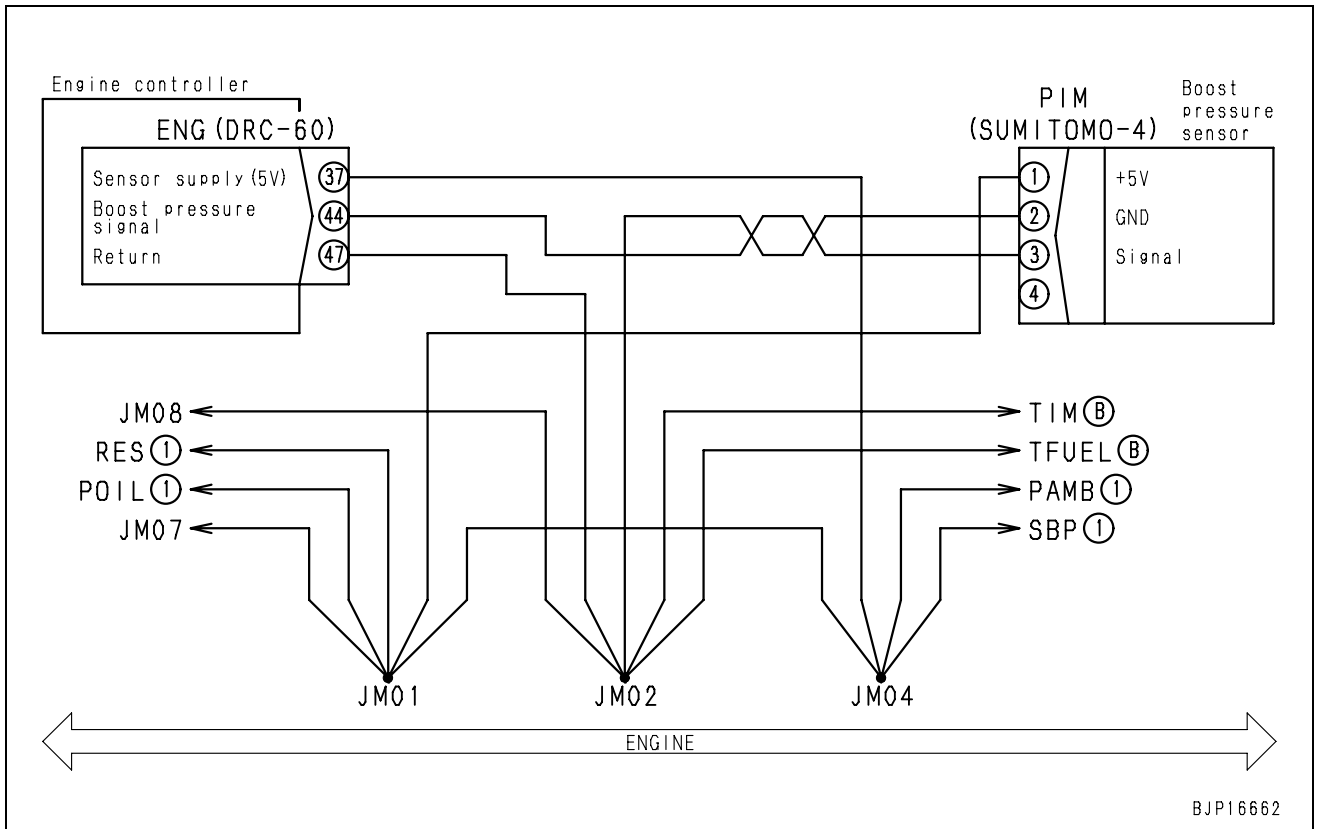 Engine controller
ENG (DRC-60)
Sensor supply (5V)
37
Boost pressure
signal
44
Return
47
PIM
(SUMITOMO-4)
Boost
pressure
sensor
1
+5V
2
GND
3
Signal
4
JM08
RES 1
POIL 1
JM07
TIM B
TFUEL B
PAMB 1
SBP 1
JM01
JM02
JM04
ENGINE
BJP16662